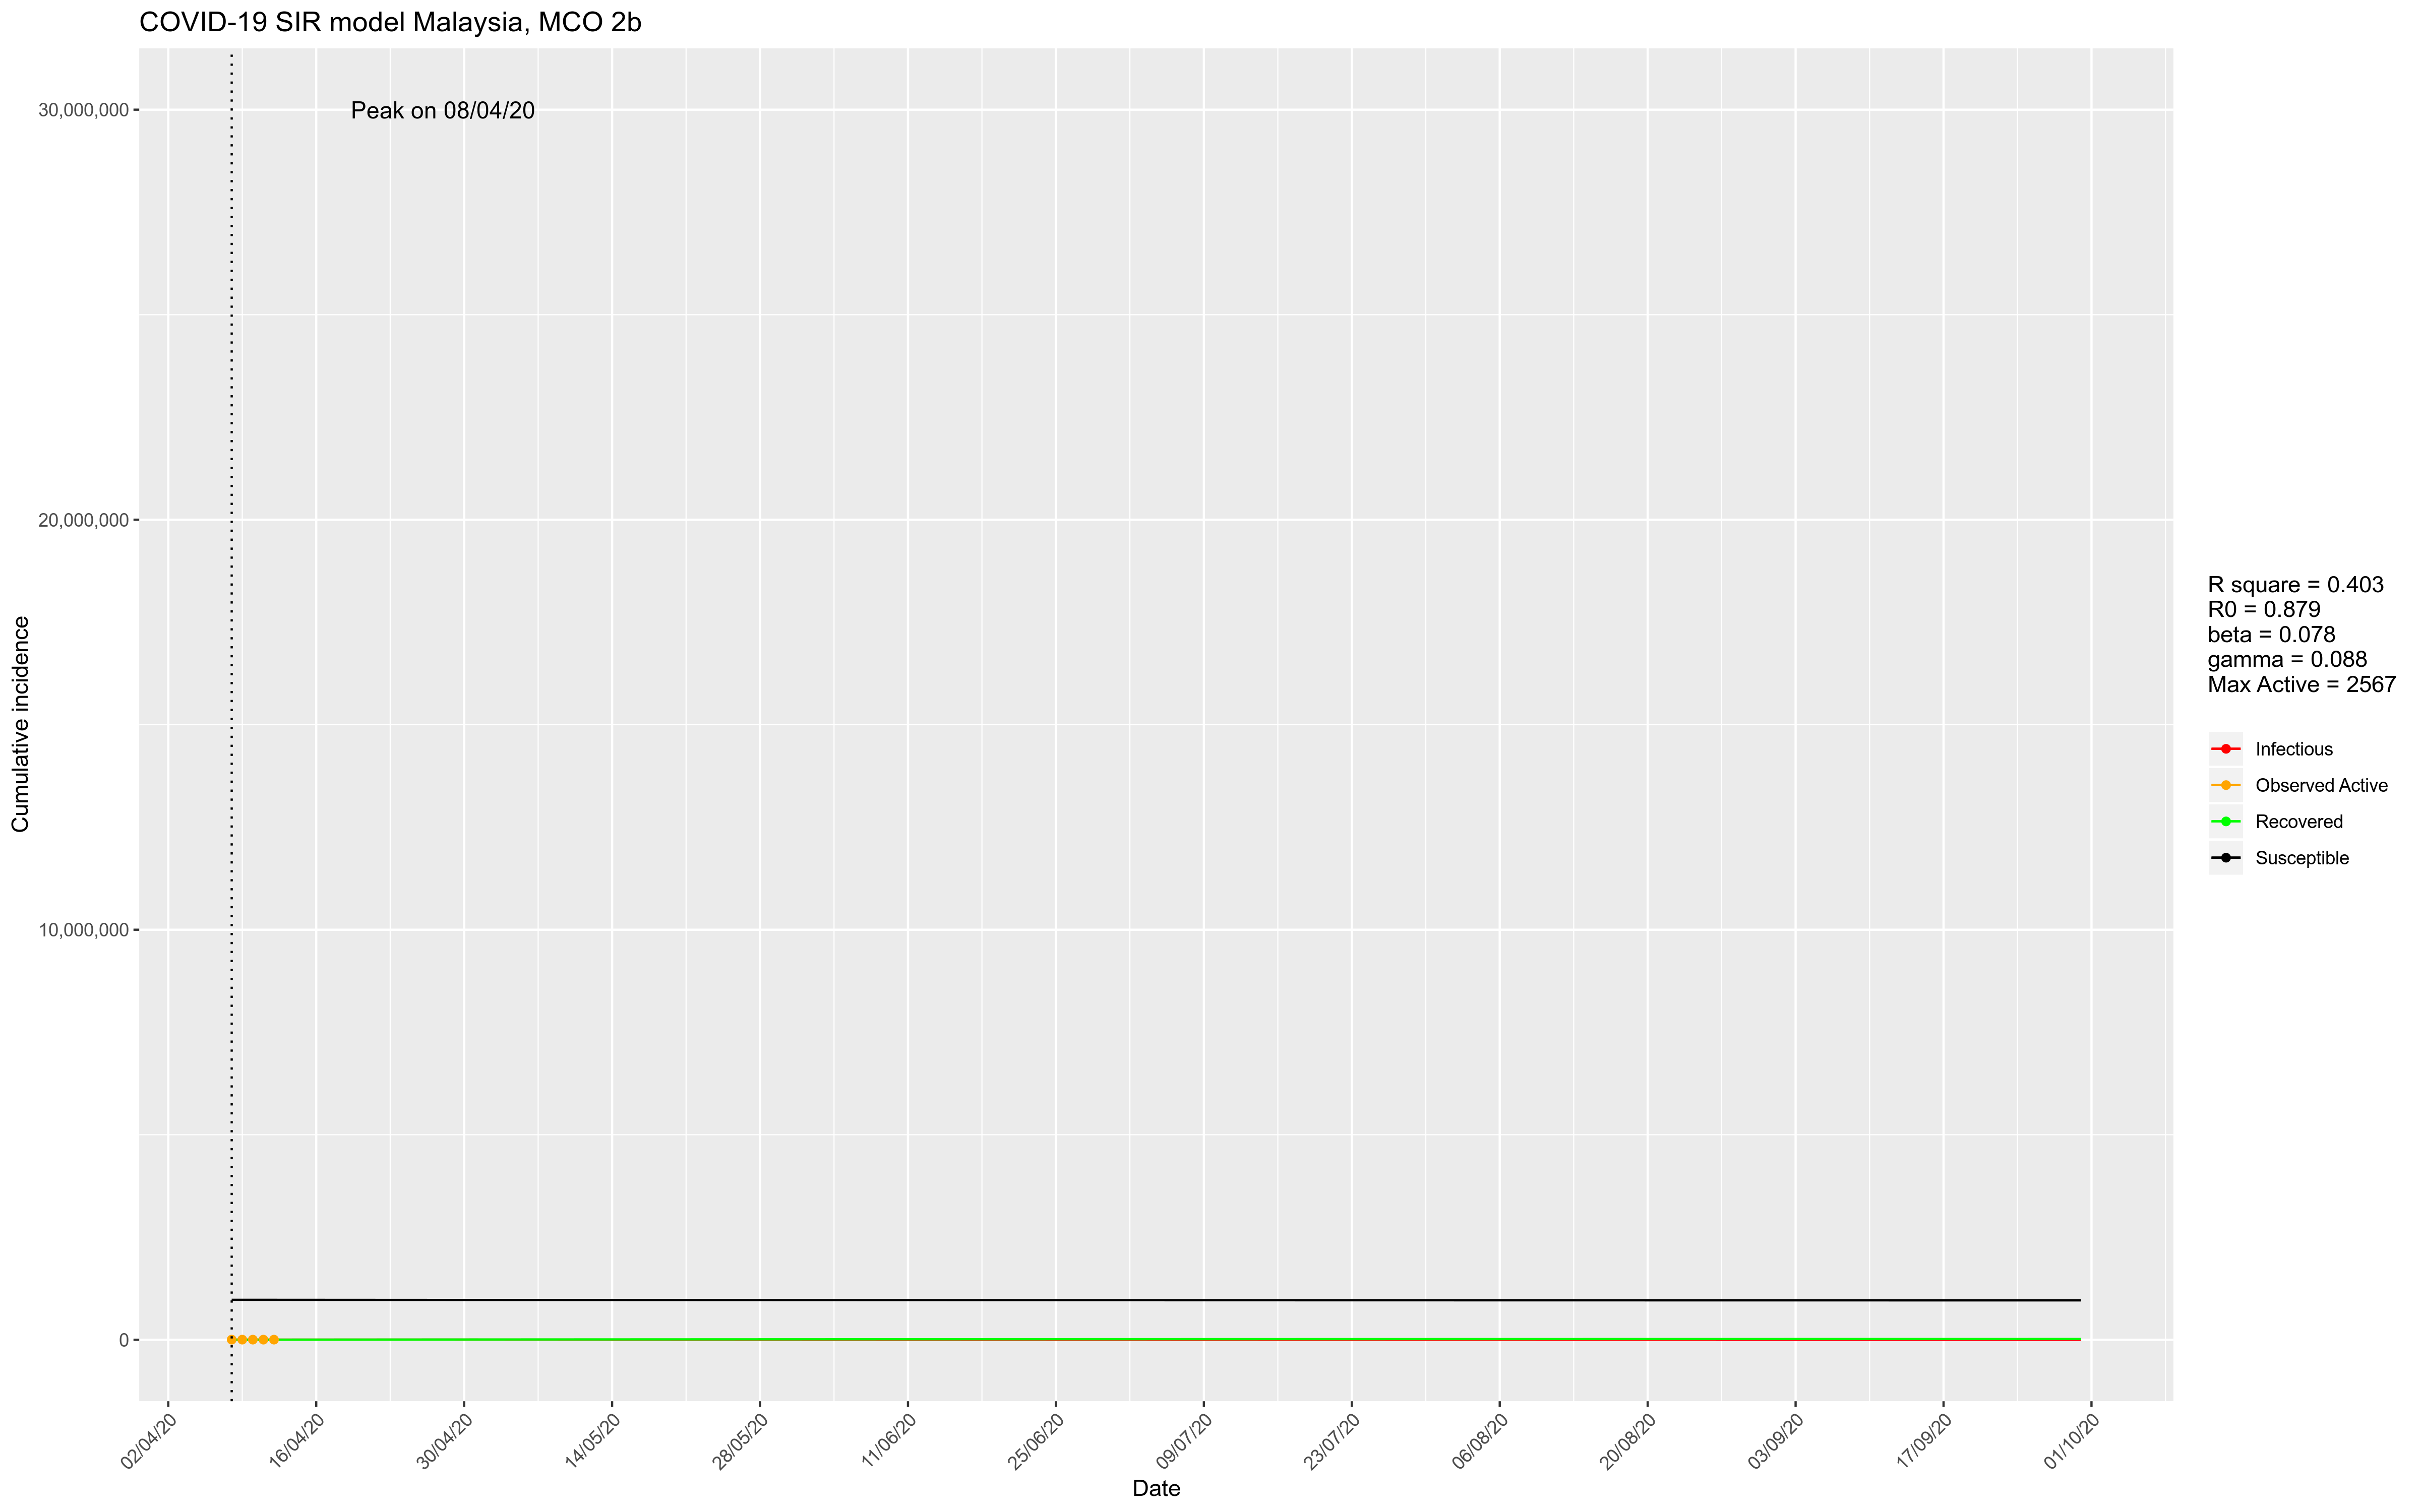 COVID-19 SIR model Malaysia, MCO 2b
Peak on 08/04/20
30,000,000
20,000,000
10,000,000
0
Cumulative incidence
02/04/20
16/04/20
30/04/20
14/05/20
28/05/20
11/06/20
25/06/20
09/07/20
23/07/20
06/08/20
20/08/20
03/09/20
17/09/20
01/10/20
Date
R square = 0.403
R0 = 0.879
beta = 0.078
gamma = 0.088
Max Active = 2567
Infectious
Observed Active
Recovered
Susceptible